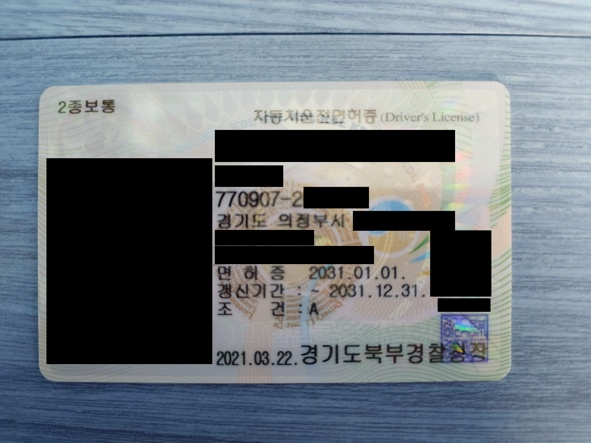 2종보통
자동차운전면허증 (Driver's License)
770907-2
경기도 의정부시
면 허 증 2031.01.01.
갱신기간 : ~ 2031.12.31.
조 건 : A
2021.03.22. 경기도북부경찰청장